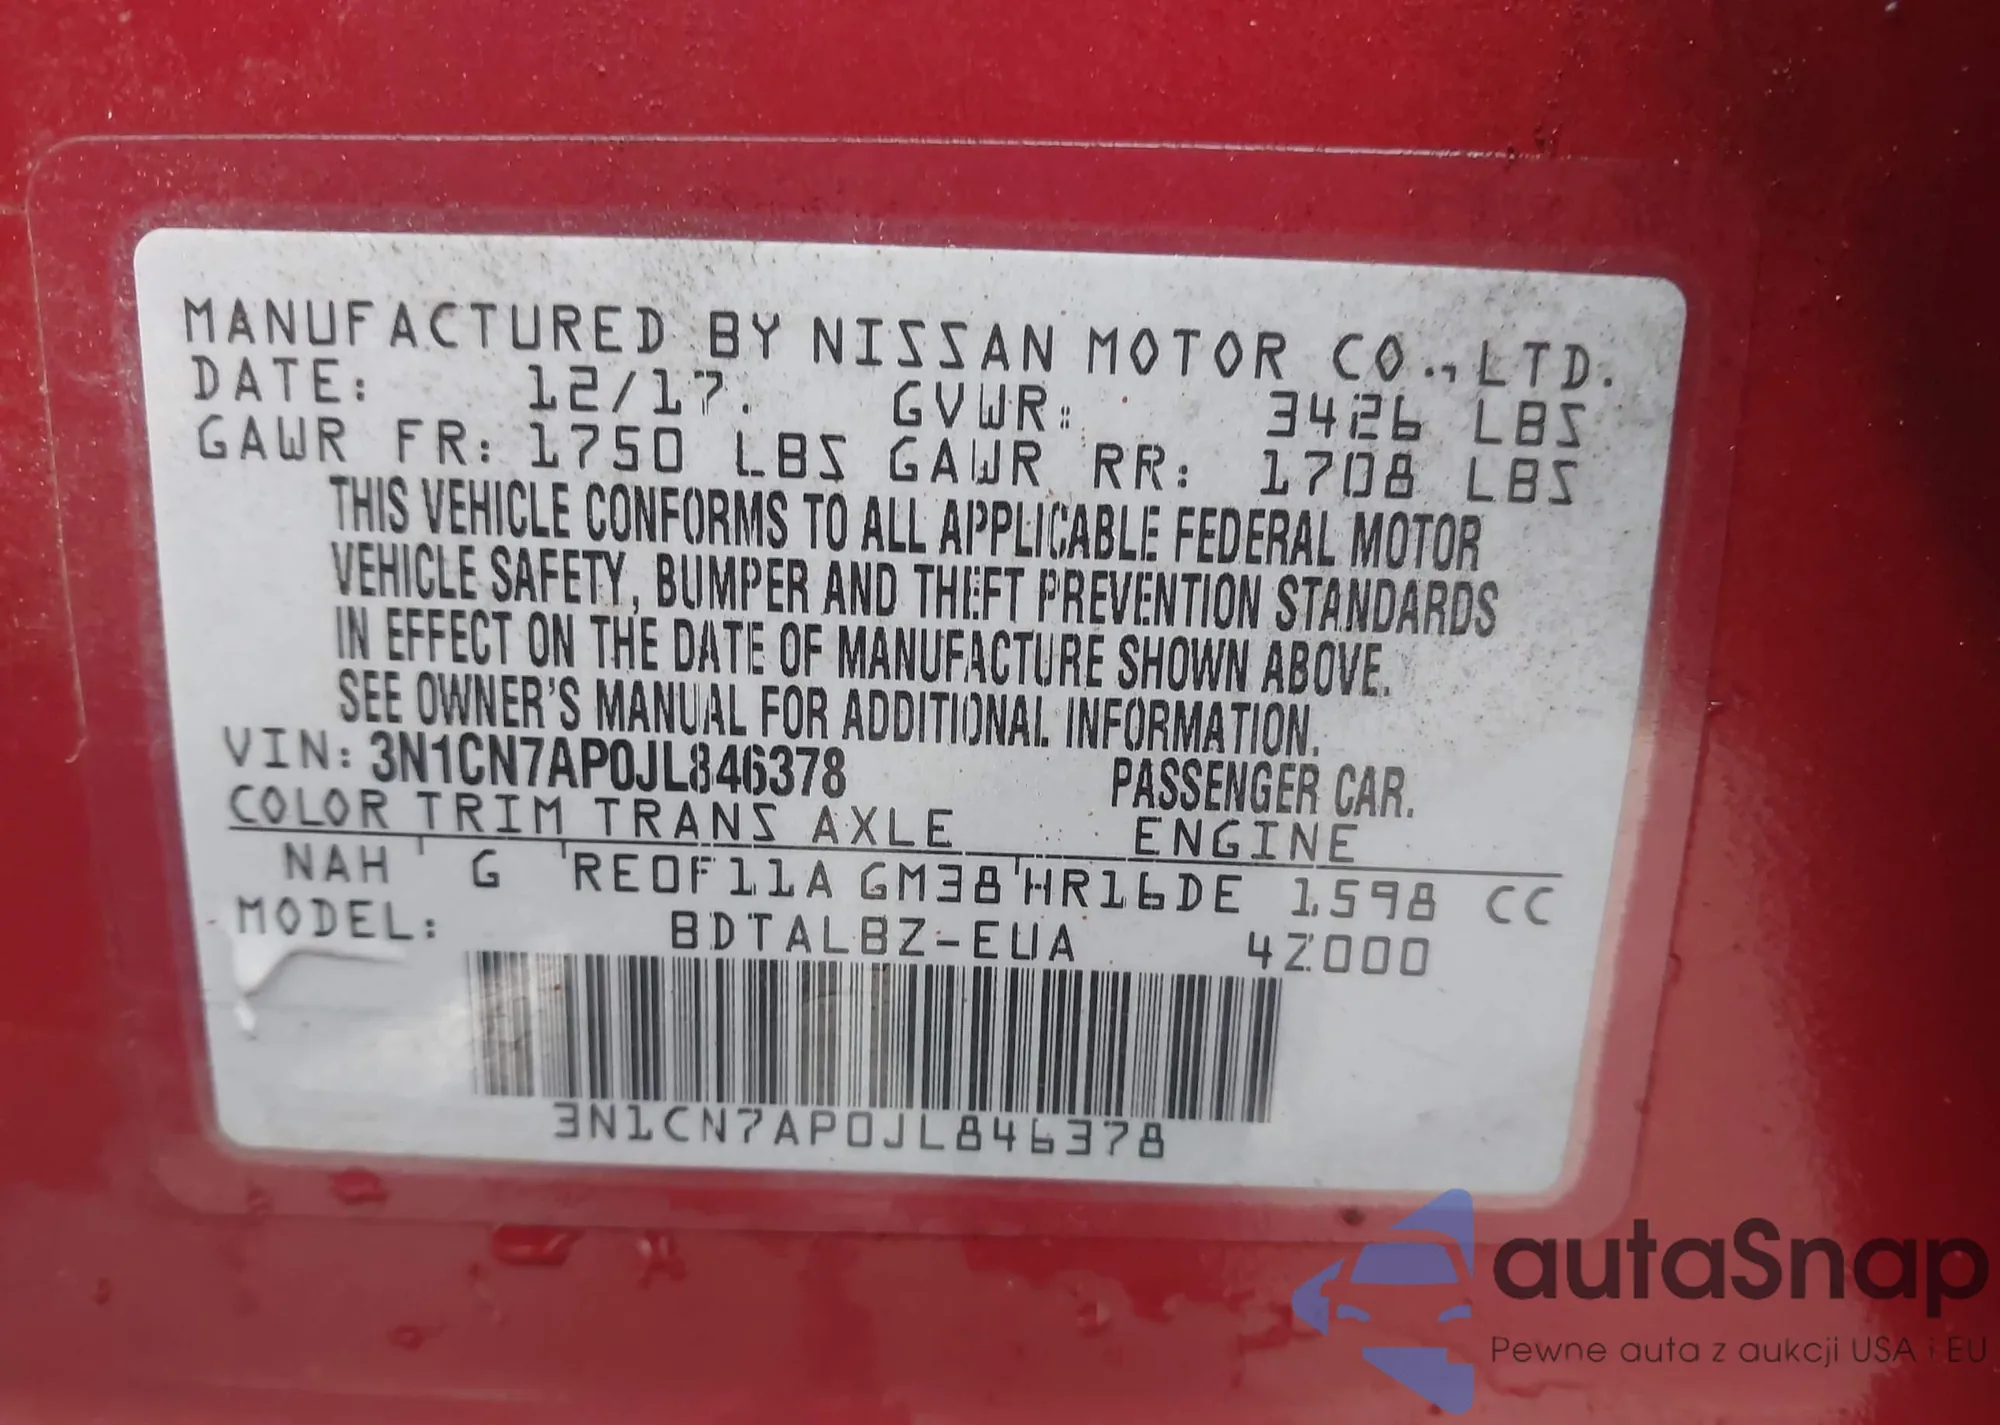 MANUFACTURED BY NISSAN MOTOR CO., LTD.
DATE: 12/17. GVWR: 3426 LBS
GAWR FR: 1750 LBS GAWR RR: 1708 LBS
THIS VEHICLE CONFORMS TO ALL APPLICABLE FEDERAL MOTOR
VEHICLE SAFETY, BUMPER AND THEFT PREVENTION STANDARDS
IN EFFECT ON THE DATE OF MANUFACTURE SHOWN ABOVE.
SEE OWNER'S MANUAL FOR ADDITIONAL INFORMATION.
VIN: 3N1CN7AP0JL846378 PASSENGER CAR.
COLOR TRIM TRANS AXLE ENGINE
NAH G RE0F11A GM38 HR16DE 1,598 CC
MODEL: BDTALBZ-EUA 4Z000
3N1CN7AP0JL846378
autaSnap
Pewne auta z aukcji USA i EU